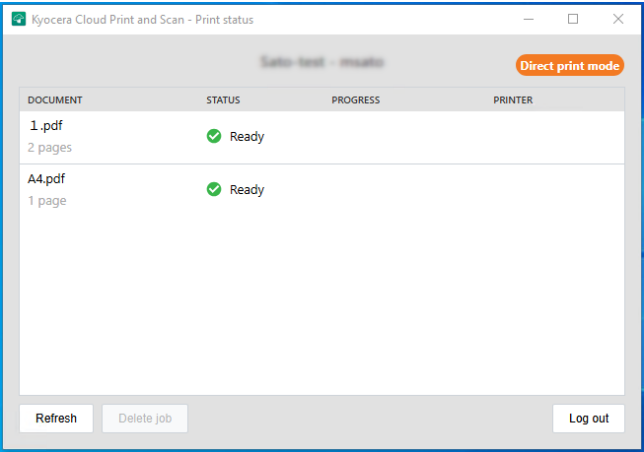 Kyocera Cloud Print and Scan - Print status
Direct print mode
DOCUMENT STATUS PROGRESS PRINTER
1.pdf
2 pages
Ready
A4.pdf
1 page
Ready
Refresh Delete job Log out